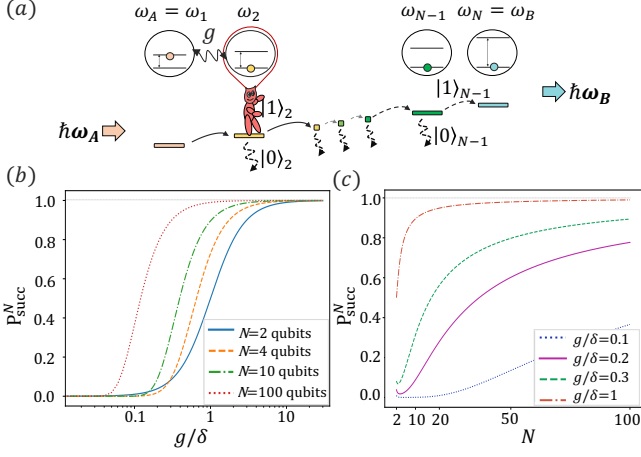 (a)
ω_A = ω_1
ω_2
ω_{N−1}
ω_N = ω_B
g
|1⟩_2
|1⟩_{N−1}
ħω_A
ħω_B
|0⟩_2
|0⟩_{N−1}
(b)
1.0
0.8
0.6
0.4
0.2
0.0
P^N_succ
N=2 qubits
N=4 qubits
N=10 qubits
N=100 qubits
0.1
1
10
g/δ
(c)
1.0
0.8
0.6
0.4
0.2
0.0
P^N_succ
g/δ=0.1
g/δ=0.2
g/δ=0.3
g/δ=1
2
10
20
50
100
N